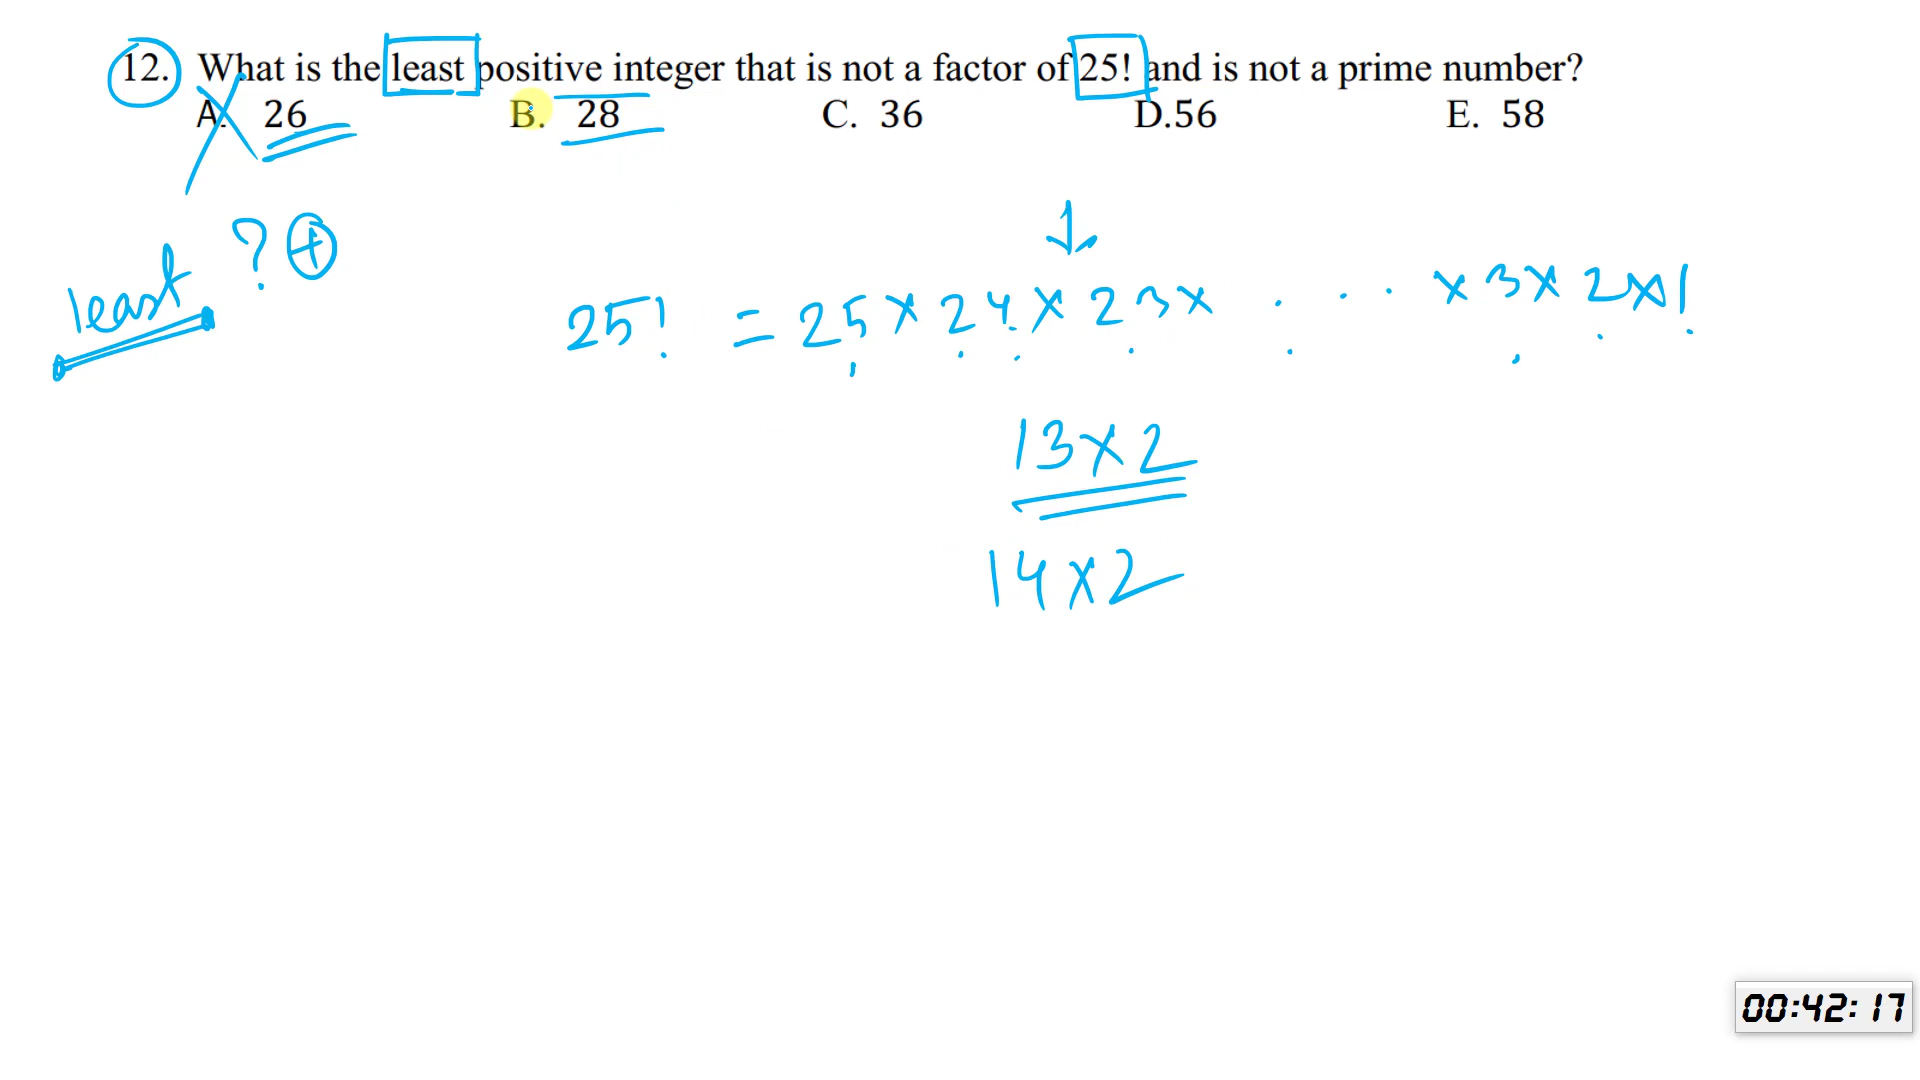 12. What is the least positive integer that is not a factor of 25! and is not a prime number?
A. 26 B. 28 C. 36 D.56 E. 58
least ? +
25! = 25 × 24 × 23 × . . . × 3 × 2 × 1
13 × 2
14 × 2
00:42:17